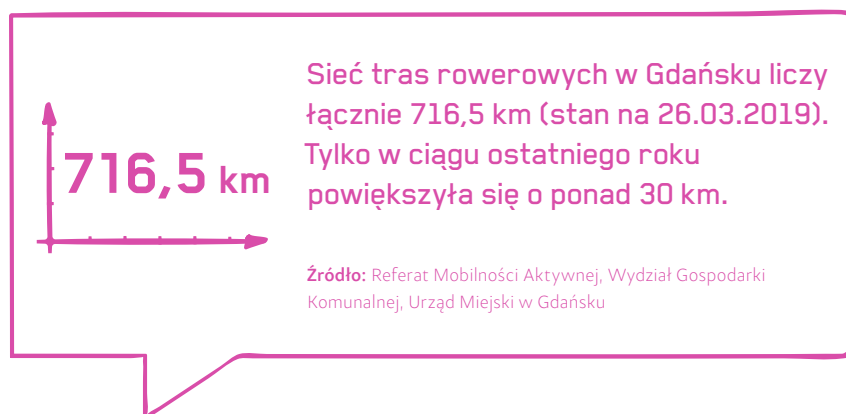 716,5 km
Sieć tras rowerowych w Gdańsku liczy
łącznie 716,5 km (stan na 26.03.2019).
Tylko w ciągu ostatniego roku
powiększyła się o ponad 30 km.
Źródło: Referat Mobilności Aktywnej, Wydział Gospodarki
Komunalnej, Urząd Miejski w Gdańsku